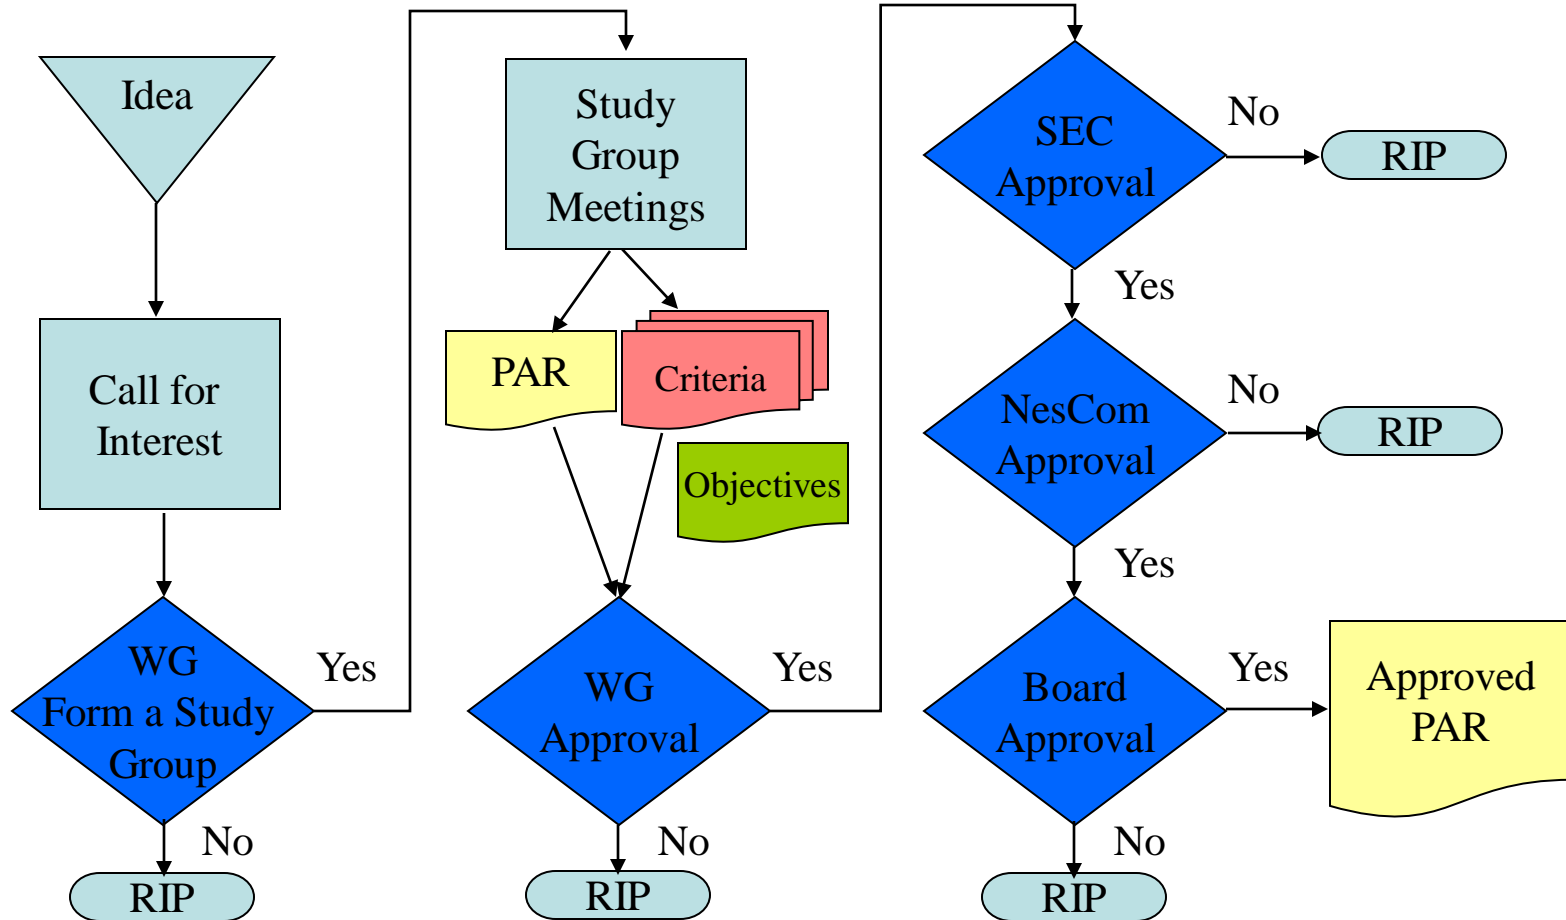 Idea
Call for
Interest
WG
Form a Study
Group
Yes
No
RIP
Study
Group
Meetings
PAR
Criteria
Objectives
WG
Approval
Yes
No
RIP
SEC
Approval
No
RIP
Yes
NesCom
Approval
No
RIP
Yes
Board
Approval
Yes
Approved
PAR
No
RIP